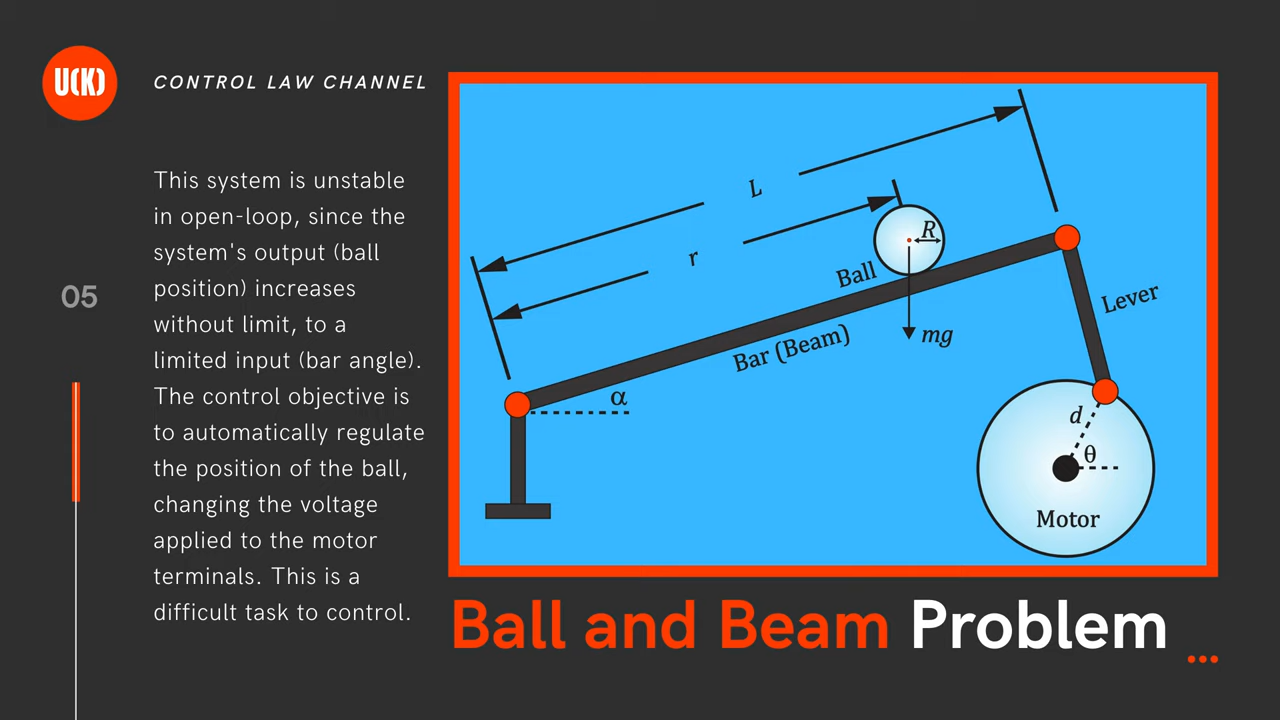 U(K)
CONTROL LAW CHANNEL
This system is unstable
in open-loop, since the
system's output (ball
position) increases
without limit, to a
limited input (bar angle).
The control objective is
to automatically regulate
the position of the ball,
changing the voltage
applied to the motor
terminals. This is a
difficult task to control.
05
L
r
R
Ball
mg
Bar (Beam)
Lever
α
d
θ
Motor
Ball and Beam Problem
...